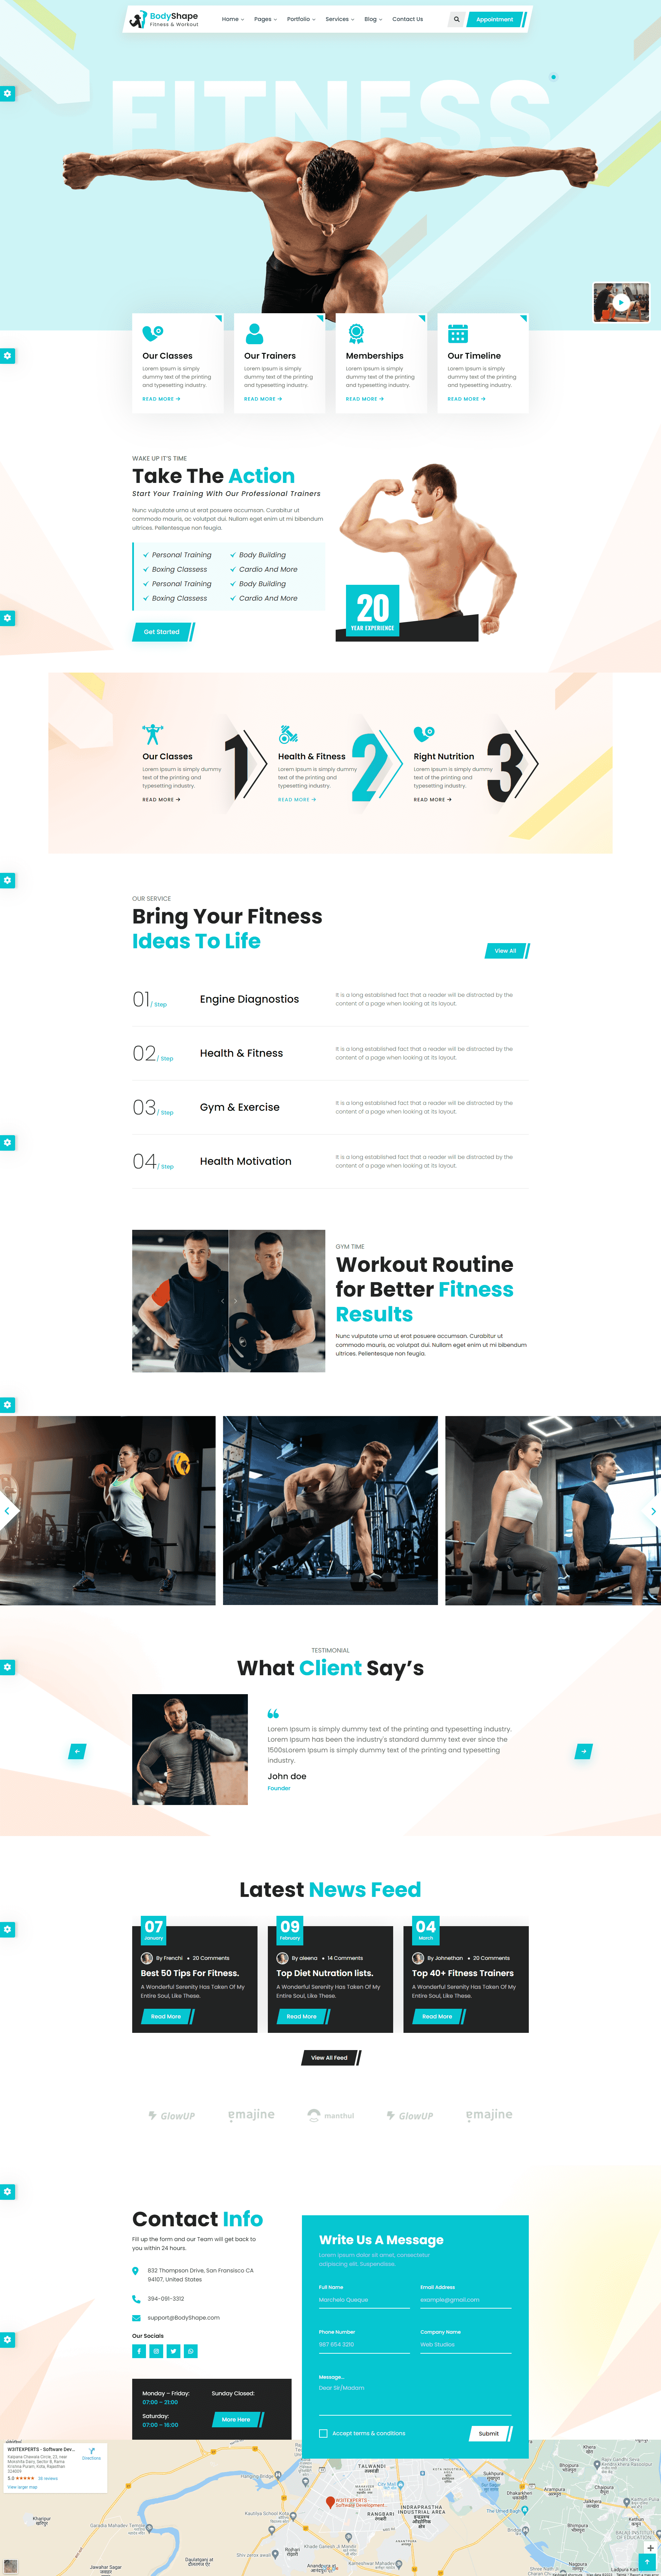 BodyShape
Fitness & Workout
Home
Pages
Portfolio
Services
Blog
Contact Us
Appointment
FITNESS
Our Classes
Lorem Ipsum is simply
dummy text of the printing
and typesetting industry.
READ MORE
Our Trainers
Lorem Ipsum is simply
dummy text of the printing
and typesetting industry.
READ MORE
Memberships
Lorem Ipsum is simply
dummy text of the printing
and typesetting industry.
READ MORE
Our Timeline
Lorem Ipsum is simply
dummy text of the printing
and typesetting industry.
READ MORE
WAKE UP IT'S TIME
Take The Action
Start Your Training With Our Professional Trainers
Nunc vulputate urna ut erat posuere accumsan. Curabitur ut
commodo mauris, ac volutpat dui. Nullam eget enim ut mi bibendum
ultrices. Pellentesque non feugia.
Personal Training
Body Building
Boxing Classess
Cardio And More
Personal Training
Body Building
Boxing Classess
Cardio And More
Get Started
20
YEAR EXPERIENCE
Our Classes
Lorem Ipsum is simply dummy
text of the printing and
typesetting industry.
READ MORE
1
Health & Fitness
Lorem Ipsum is simply dummy
text of the printing and
typesetting industry.
READ MORE
2
Right Nutrition
Lorem Ipsum is simply dummy
text of the printing and
typesetting industry.
READ MORE
3
OUR SERVICE
Bring Your Fitness
Ideas To Life
View All
01/ Step
Engine Diagnostios
It is a long established fact that a reader will be distracted by the
content of a page when looking at its layout.
02/ Step
Health & Fitness
It is a long established fact that a reader will be distracted by the
content of a page when looking at its layout.
03/ Step
Gym & Exercise
It is a long established fact that a reader will be distracted by the
content of a page when looking at its layout.
04/ Step
Health Motivation
It is a long established fact that a reader will be distracted by the
content of a page when looking at its layout.
GYM TIME
Workout Routine
for Better Fitness
Results
Nunc vulputate urna ut erat posuere accumsan. Curabitur ut
commodo mauris, ac volutpat dui. Nullam eget enim ut mi bibendum
ultrices. Pellentesque non feugia.
TESTIMONIAL
What Client Say's
Lorem Ipsum is simply dummy text of the printing and typesetting industry.
Lorem Ipsum has been the industry's standard dummy text ever since the
1500sLorem Ipsum is simply dummy text of the printing and typesetting
industry.
John doe
Founder
Latest News Feed
07
January
By Frenchi
20 Comments
Best 50 Tips For Fitness.
A Wonderful Serenity Has Taken Of My
Entire Soul, Like These.
Read More
09
February
By aleena
14 Comments
Top Diet Nutration lists.
A Wonderful Serenity Has Taken Of My
Entire Soul, Like These.
Read More
04
March
By Johnethan
20 Comments
Top 40+ Fitness Trainers
A Wonderful Serenity Has Taken Of My
Entire Soul, Like These.
Read More
View All Feed
GlowUP
emajine
manthul
GlowUP
emajine
Contact Info
Fill up the form and our Team will get back to
you within 24 hours.
832 Thompson Drive, San Fransisco CA
94107, United States
394-091-3312
support@BodyShape.com
Our Socials
Monday – Friday:
07:00 – 21:00
Saturday:
07:00 – 16:00
Sunday Closed:
More Here
Write Us A Message
Lorem ipsum dolor sit amet, consectetur
adipiscing elit. Suspendisse.
Full Name
Marchelo Queque
Email Address
example@gmail.com
Phone Number
987 654 3210
Company Name
Web Studios
Message...
Dear Sir/Madam
Accept terms & conditions
Submit
W3ITEXPERTS - Software Dev...
Directions
5.0
View larger map
TALWANDI
W3ITEXPERTS
Software Development...
RANGBARI
INDRAPRASTHA
INDUSTRIAL AREA
Jawahar Sagar